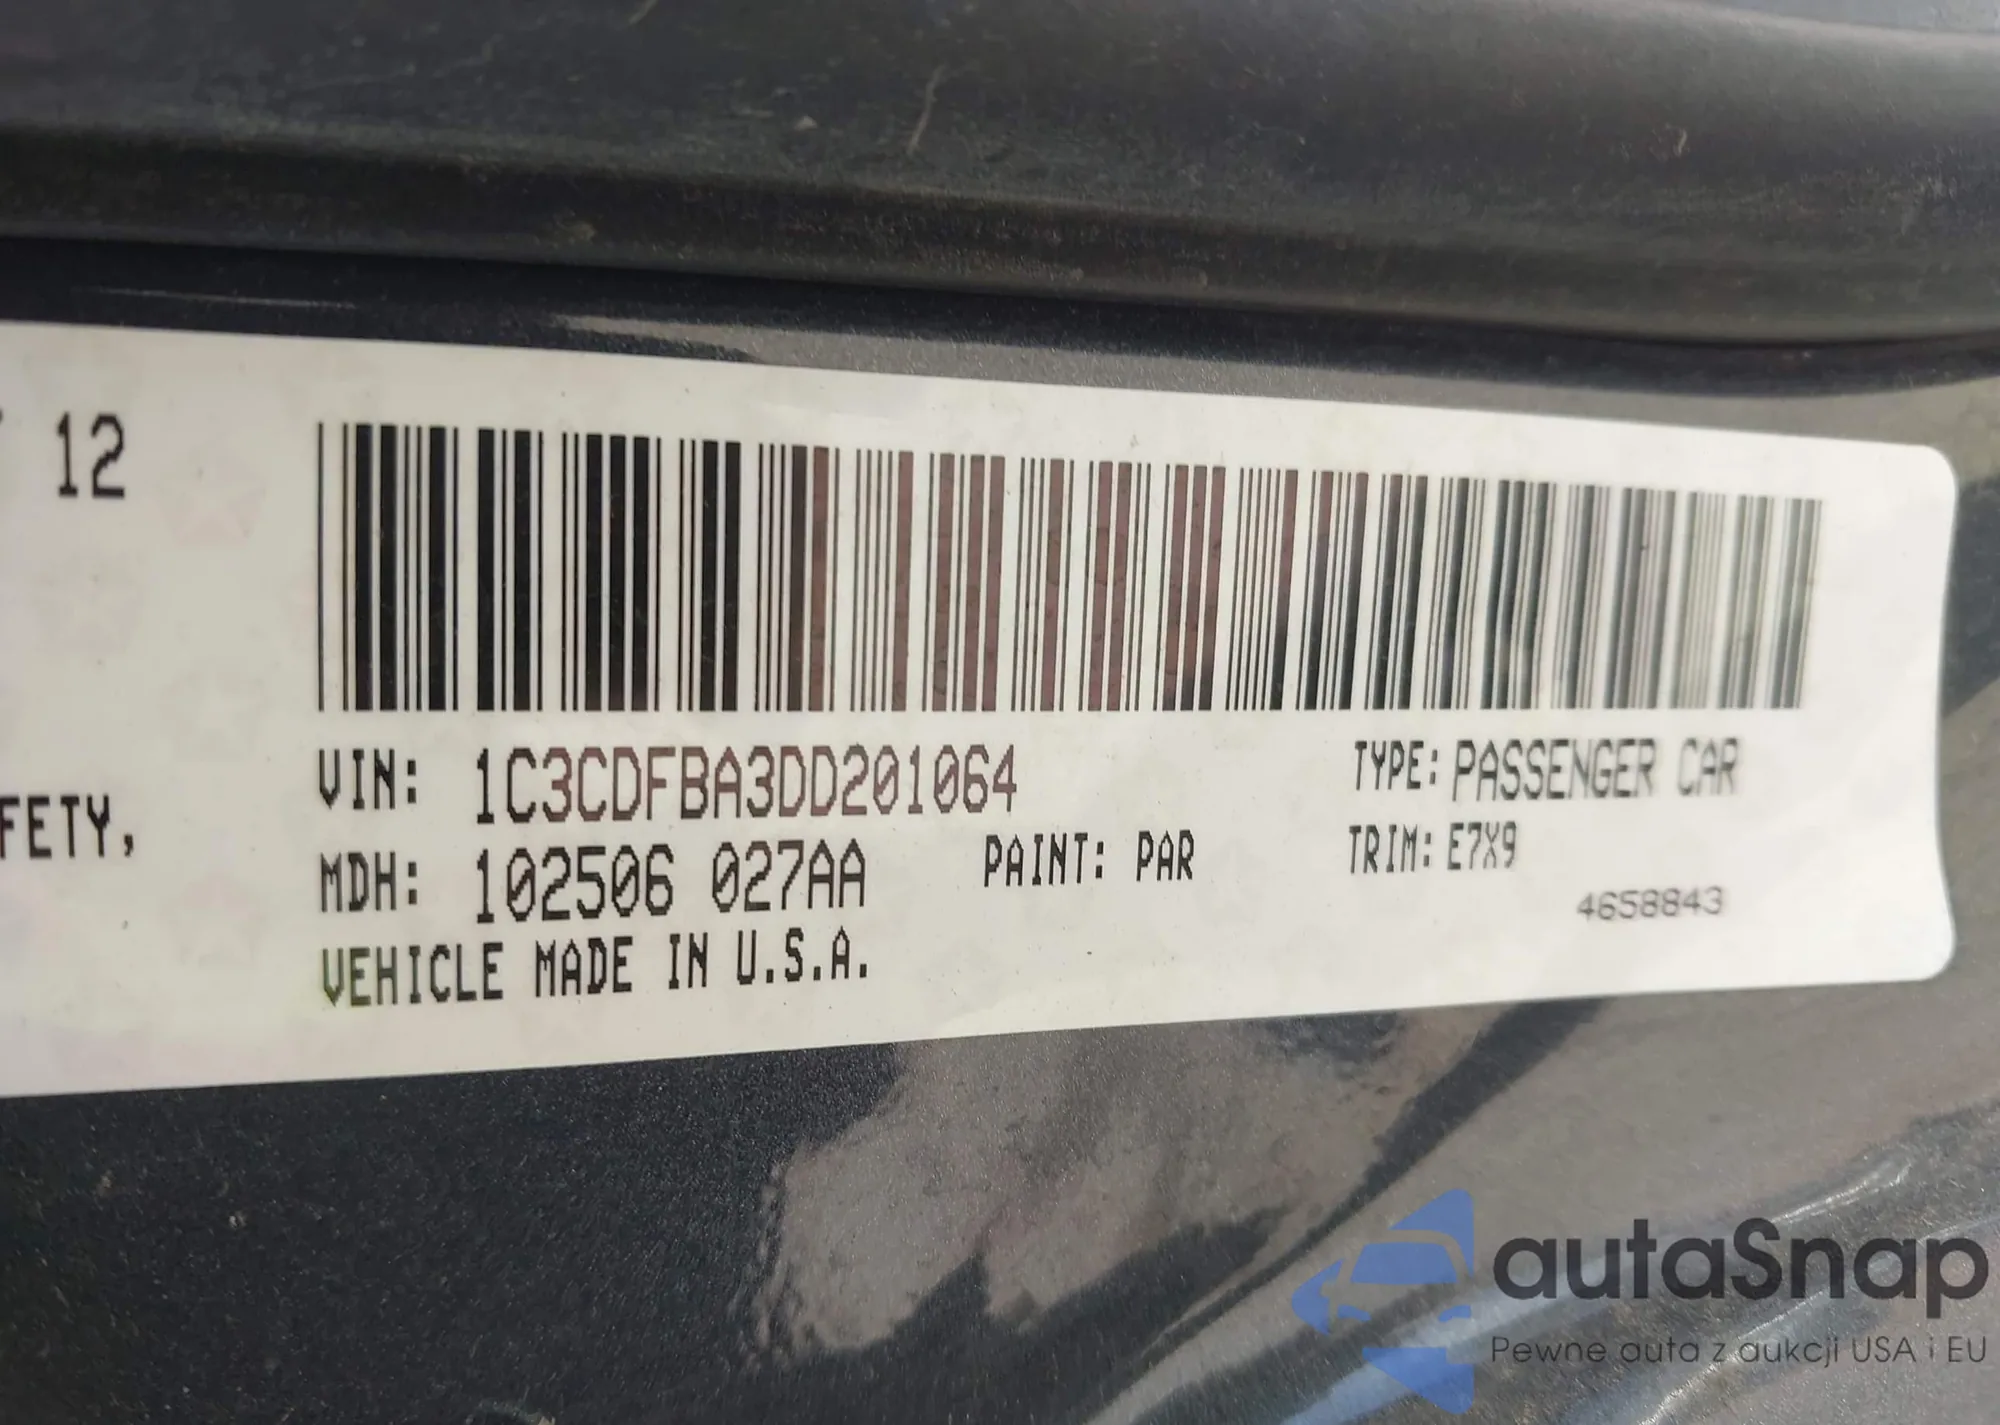 12
FETY,
VIN: 1C3CDFBA3DD201064
TYPE: PASSENGER CAR
MDH: 102506 027AA
PAINT: PAR
TRIM: E7X9
4658843
VEHICLE MADE IN U.S.A.
autaSnap
Pewne auta z aukcji USA i EU